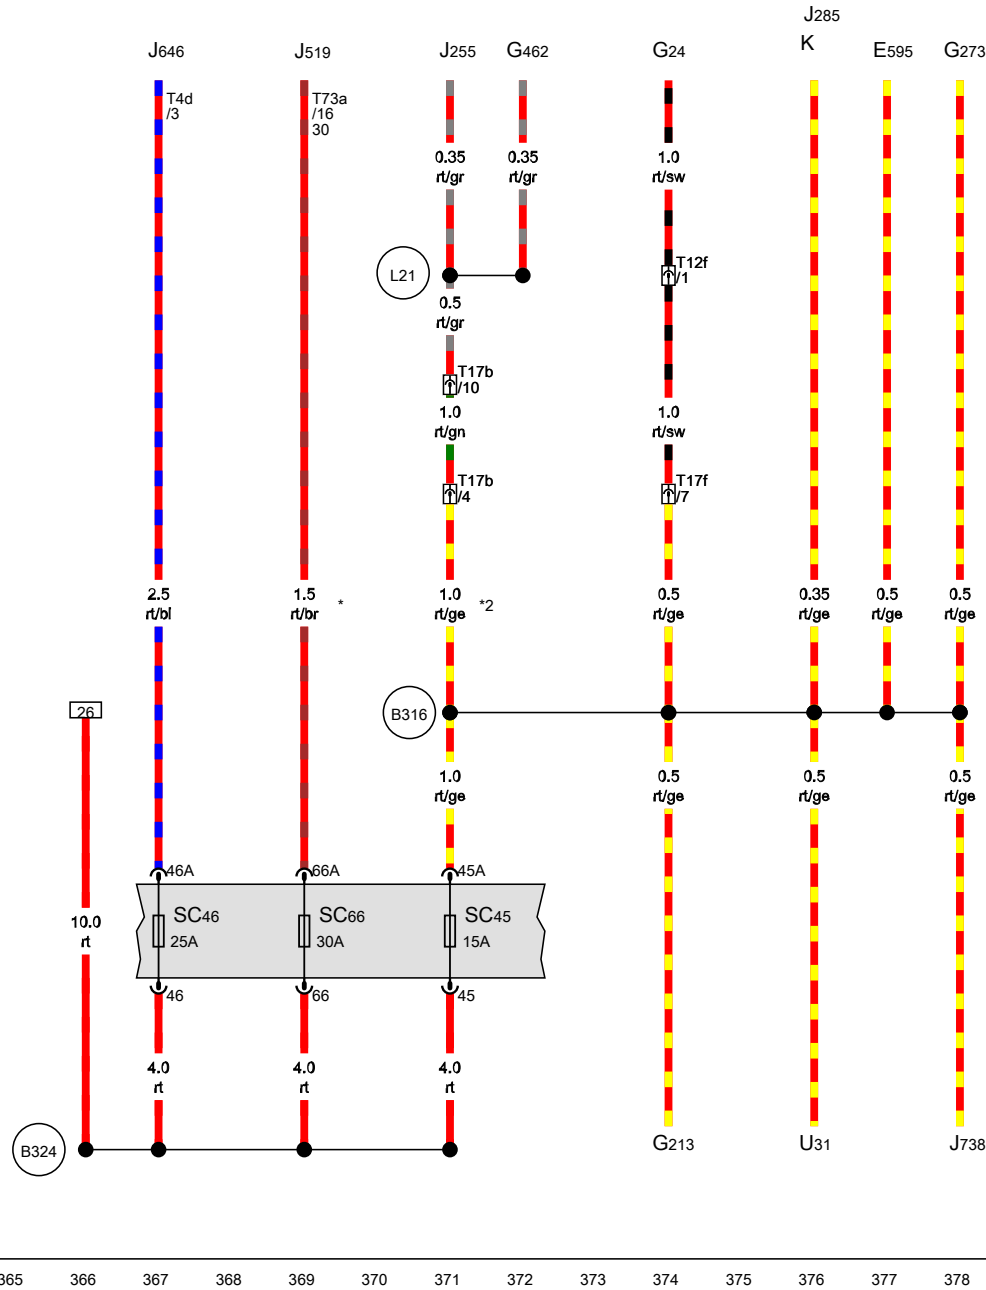 J285
J646 J519 J255 G462 G24 K E595 G273
T4d
/3
T73a
/16
30
0.35
rt/gr
0.35
rt/gr
1.0
rt/sw
L21
T12f
/1
0.5
rt/gr
T17b
/10
1.0
rt/gn
1.0
rt/sw
T17b
/4
T17f
/7
2.5
rt/bl
1.5
rt/br
*
1.0
rt/ge
*2
0.5
rt/ge
0.35
rt/ge
0.5
rt/ge
0.5
rt/ge
26
B316
1.0
rt/ge
0.5
rt/ge
0.5
rt/ge
0.5
rt/ge
46A 66A 45A
10.0
rt
SC46
25A
SC66
30A
SC45
15A
46 66 45
4.0
rt
4.0
rt
4.0
rt
B324
G213 U31 J738
365 366 367 368 369 370 371 372 373 374 375 376 377 378